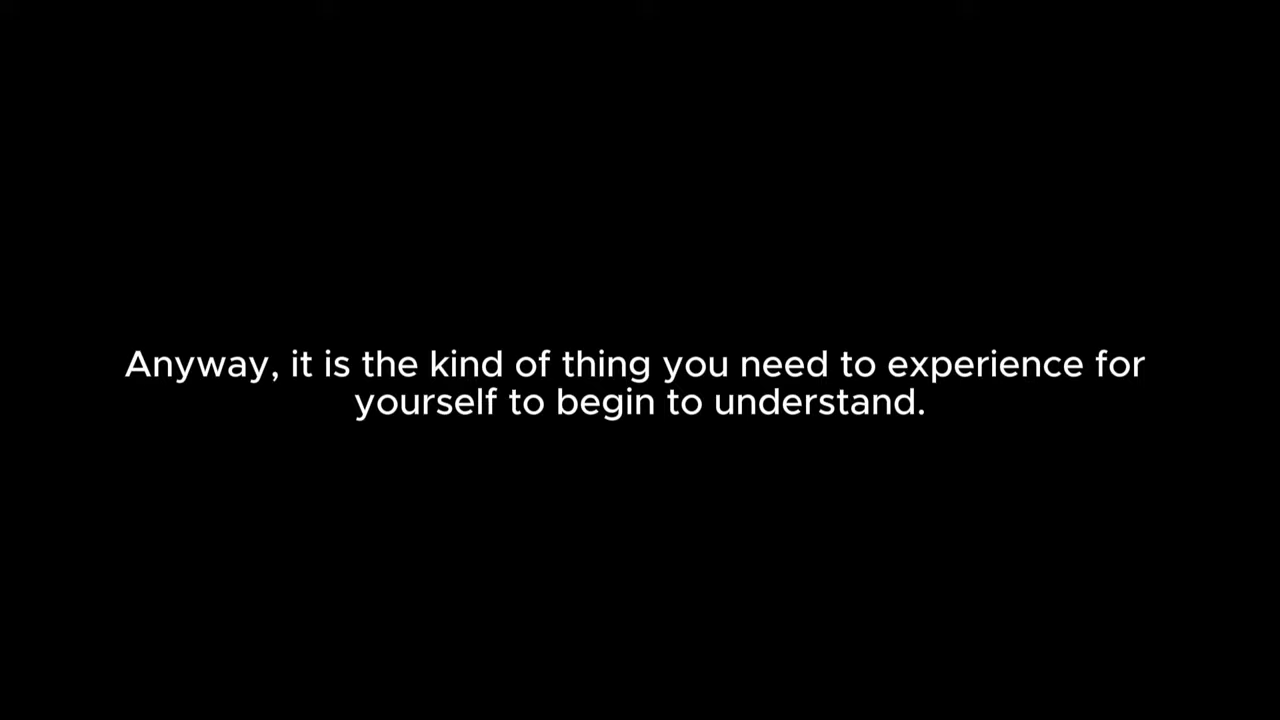 Anyway, it is the kind of thing you need to experience for
yourself to begin to understand.